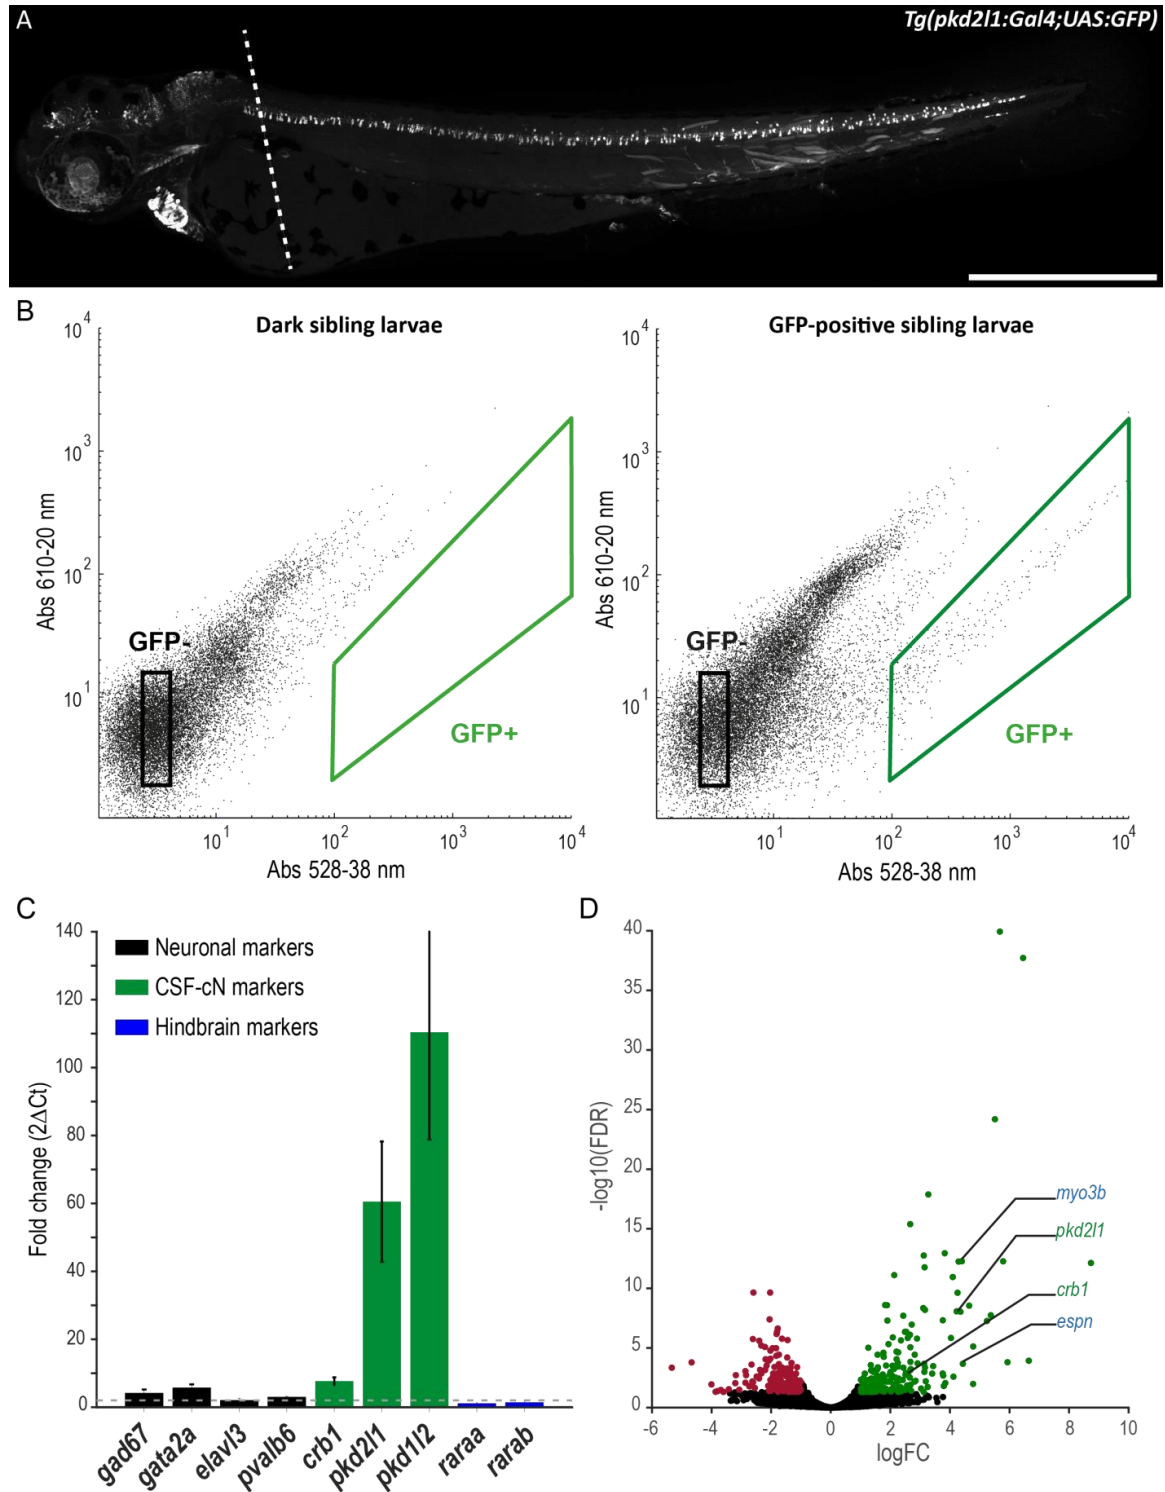 A
Tg(pkd2l1:Gal4;UAS:GFP)
B
Dark sibling larvae
GFP-positive sibling larvae
10^4
10^3
10^2
10^1
Abs 610-20 nm
GFP-
GFP+
10^1 10^2 10^3 10^4
Abs 528-38 nm
10^4
10^3
10^2
10^1
Abs 610-20 nm
GFP-
GFP+
10^1 10^2 10^3 10^4
Abs 528-38 nm
C
140
120
100
80
60
40
20
0
Fold change (2ΔCt)
Neuronal markers
CSF-cN markers
Hindbrain markers
gad67
gata2a
elavl3
pvalb6
crb1
pkd2l1
pkd1l2
raraa
rarab
D
40
35
30
25
20
15
10
5
0
-log10(FDR)
myo3b
pkd2l1
crb1
espn
-6 -4 -2 0 2 4 6 8 10
logFC